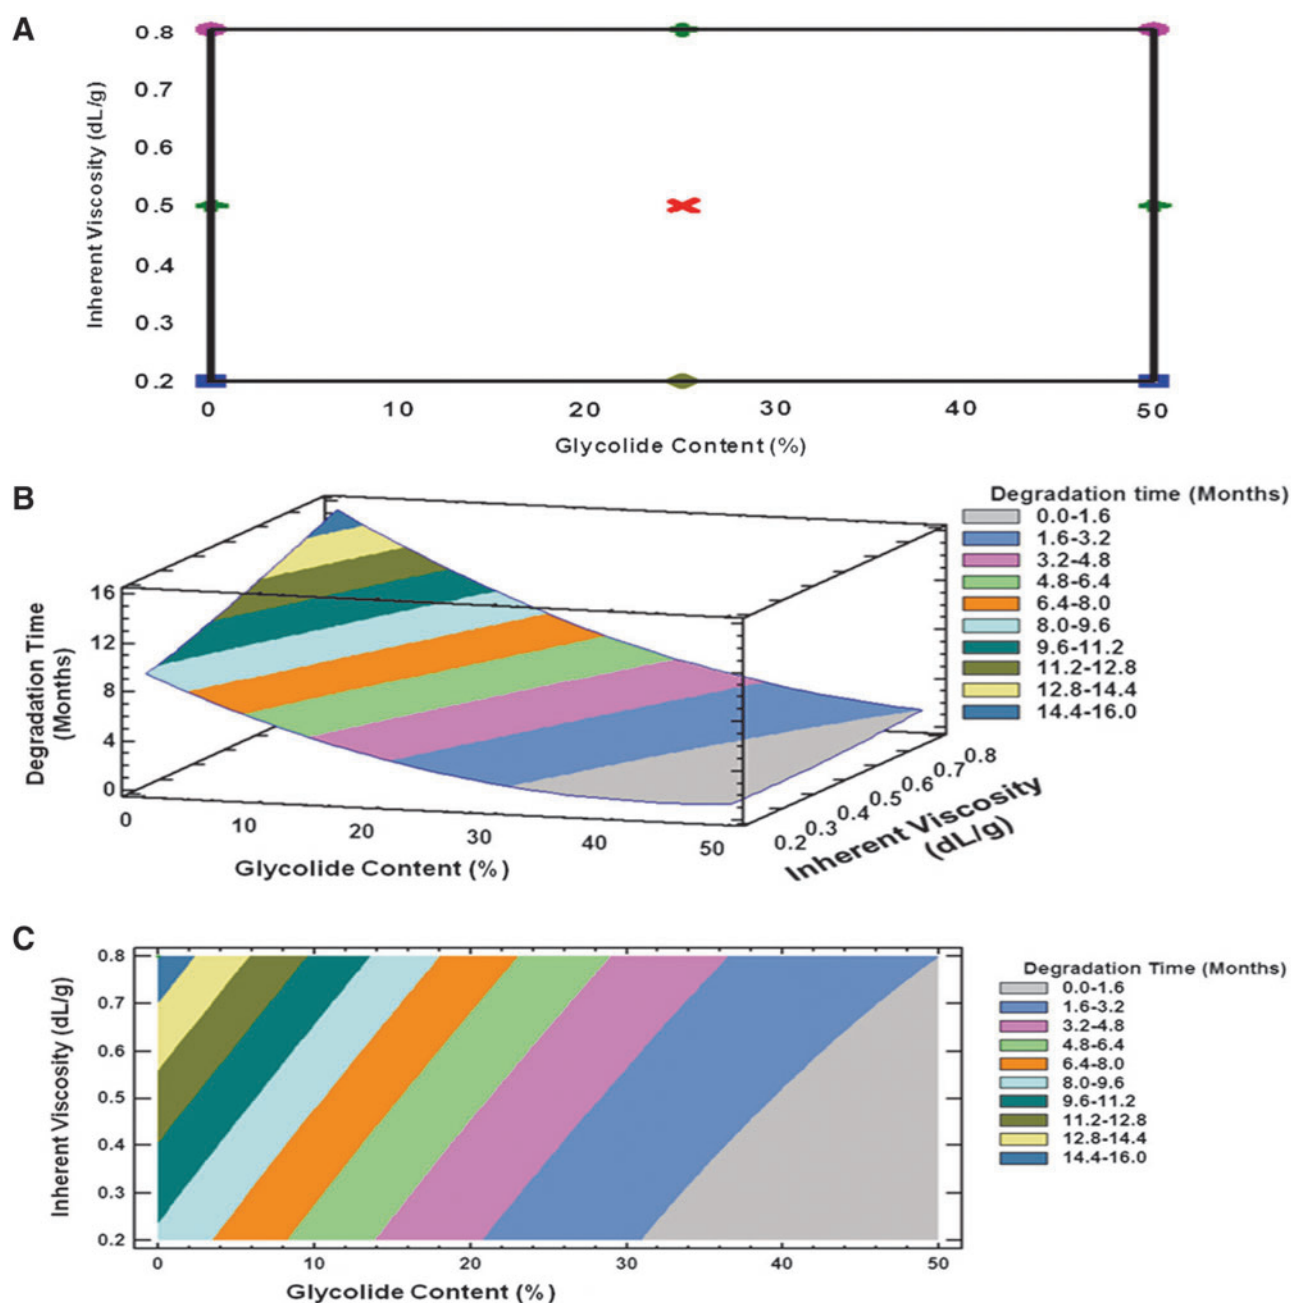 A
Inherent Viscosity (dL/g)
0.8
0.7
0.6
0.5
0.4
0.3
0.2
0 10 20 30 40 50
Glycolide Content (%)
B
Degradation time (Months)
0.0-1.6
1.6-3.2
3.2-4.8
4.8-6.4
6.4-8.0
8.0-9.6
9.6-11.2
11.2-12.8
12.8-14.4
14.4-16.0
Degradation Time
(Months)
16
12
8
4
0
0 10 20 30 40 50
Glycolide Content (%)
0.2 0.3 0.4 0.5 0.6 0.7 0.8
Inherent Viscosity
(dL/g)
C
Inherent Viscosity (dL/g)
0.8
0.7
0.6
0.5
0.4
0.3
0.2
0 10 20 30 40 50
Glycolide Content (%)
Degradation Time (Months)
0.0-1.6
1.6-3.2
3.2-4.8
4.8-6.4
6.4-8.0
8.0-9.6
9.6-11.2
11.2-12.8
12.8-14.4
14.4-16.0